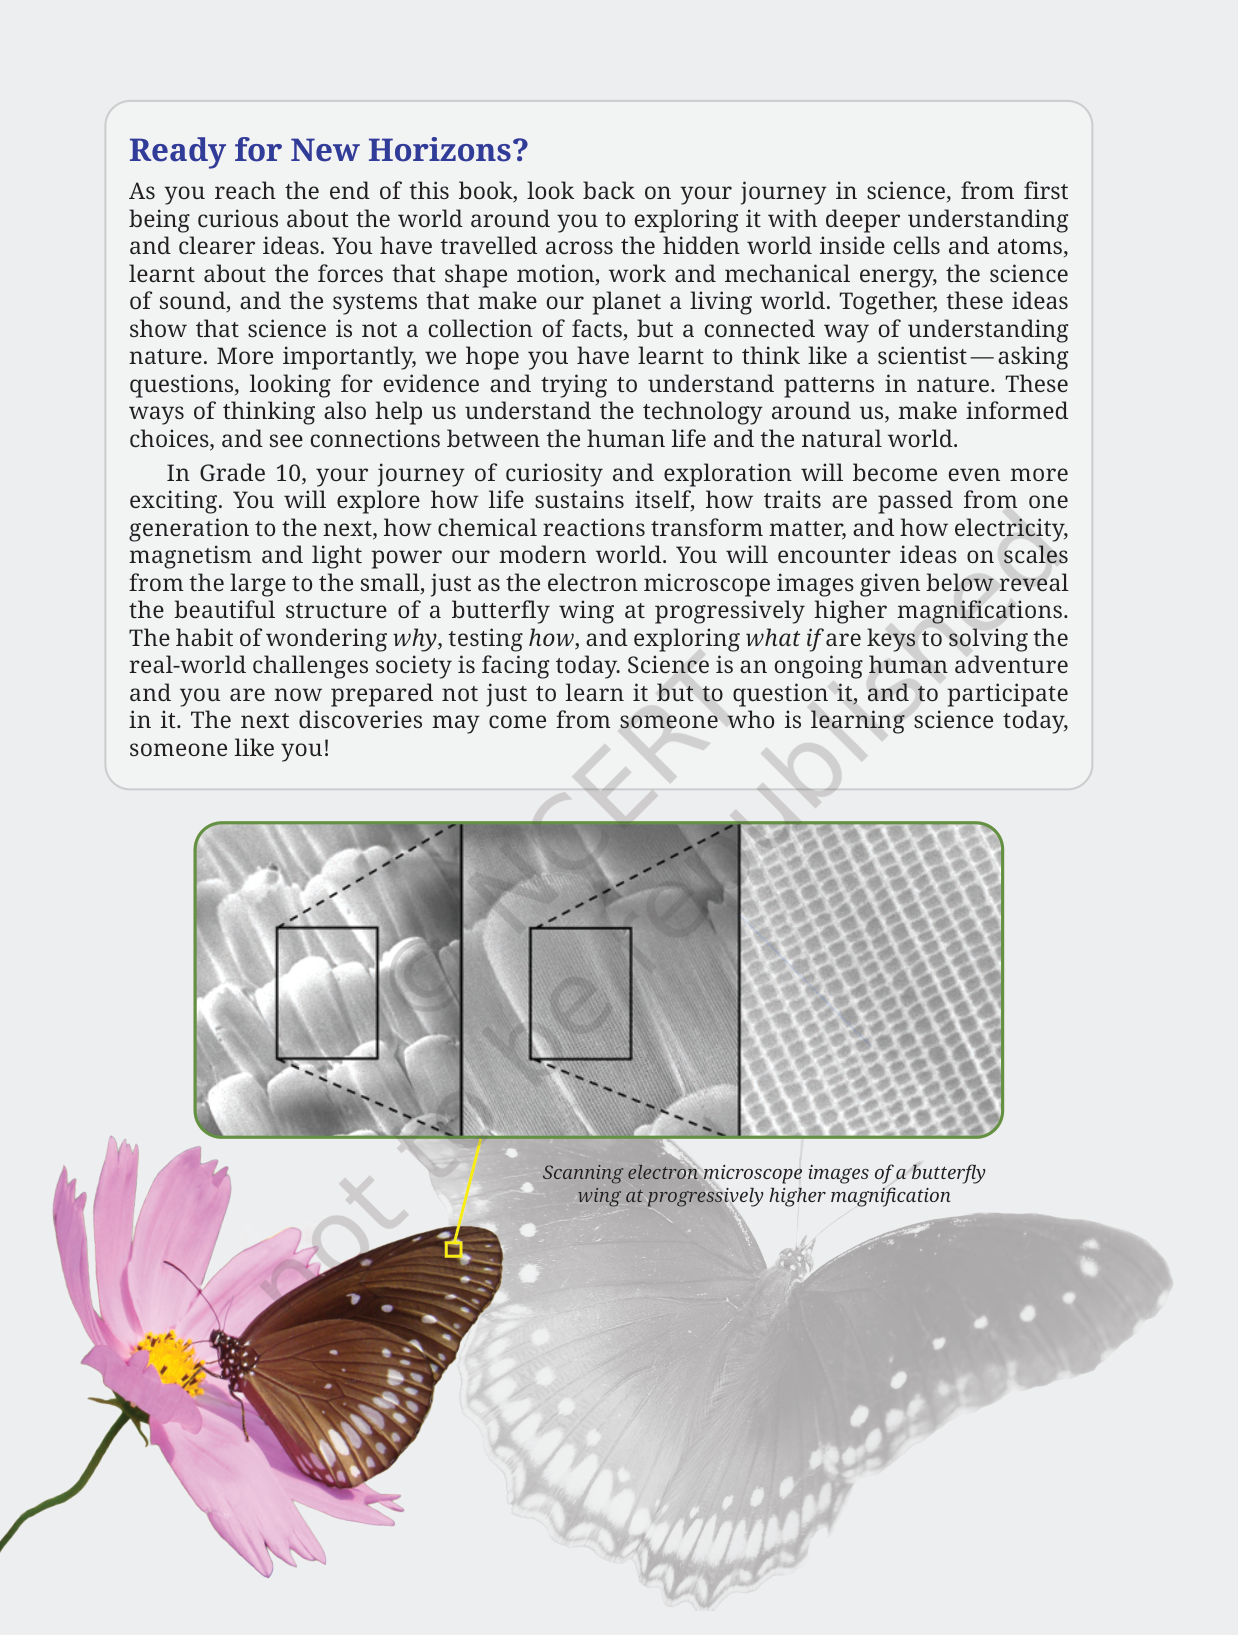 Ready for New Horizons?
As you reach the end of this book, look back on your journey in science, from first
being curious about the world around you to exploring it with deeper understanding
and clearer ideas. You have travelled across the hidden world inside cells and atoms,
learnt about the forces that shape motion, work and mechanical energy, the science
of sound, and the systems that make our planet a living world. Together, these ideas
show that science is not a collection of facts, but a connected way of understanding
nature. More importantly, we hope you have learnt to think like a scientist — asking
questions, looking for evidence and trying to understand patterns in nature. These
ways of thinking also help us understand the technology around us, make informed
choices, and see connections between the human life and the natural world.
In Grade 10, your journey of curiosity and exploration will become even more
exciting. You will explore how life sustains itself, how traits are passed from one
generation to the next, how chemical reactions transform matter, and how electricity,
magnetism and light power our modern world. You will encounter ideas on scales
from the large to the small, just as the electron microscope images given below reveal
the beautiful structure of a butterfly wing at progressively higher magnifications.
The habit of wondering why, testing how, and exploring what if are keys to solving the
real-world challenges society is facing today. Science is an ongoing human adventure
and you are now prepared not just to learn it but to question it, and to participate
in it. The next discoveries may come from someone who is learning science today,
someone like you!
Scanning electron microscope images of a butterfly
wing at progressively higher magnification
© NCERT
not to be republished